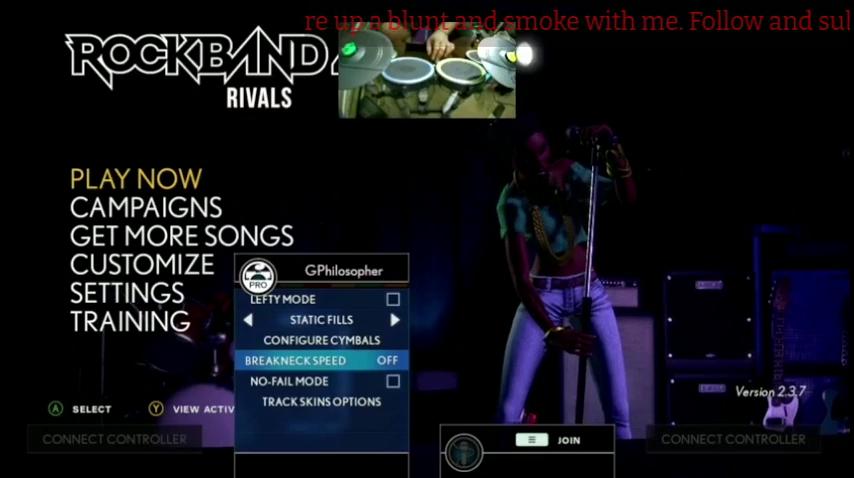 re up a blunt and smoke with me. Follow and sul
ROCKBAND
RIVALS
PLAY NOW
CAMPAIGNS
GET MORE SONGS
CUSTOMIZE
SETTINGS
TRAINING
GPhilosopher
PRO
LEFTY MODE
STATIC FILLS
CONFIGURE CYMBALS
BREAKNECK SPEED OFF
NO-FAIL MODE
TRACK SKINS OPTIONS
Version 2.3.7
A SELECT Y VIEW ACTIV
CONNECT CONTROLLER
JOIN
CONNECT CONTROLLER